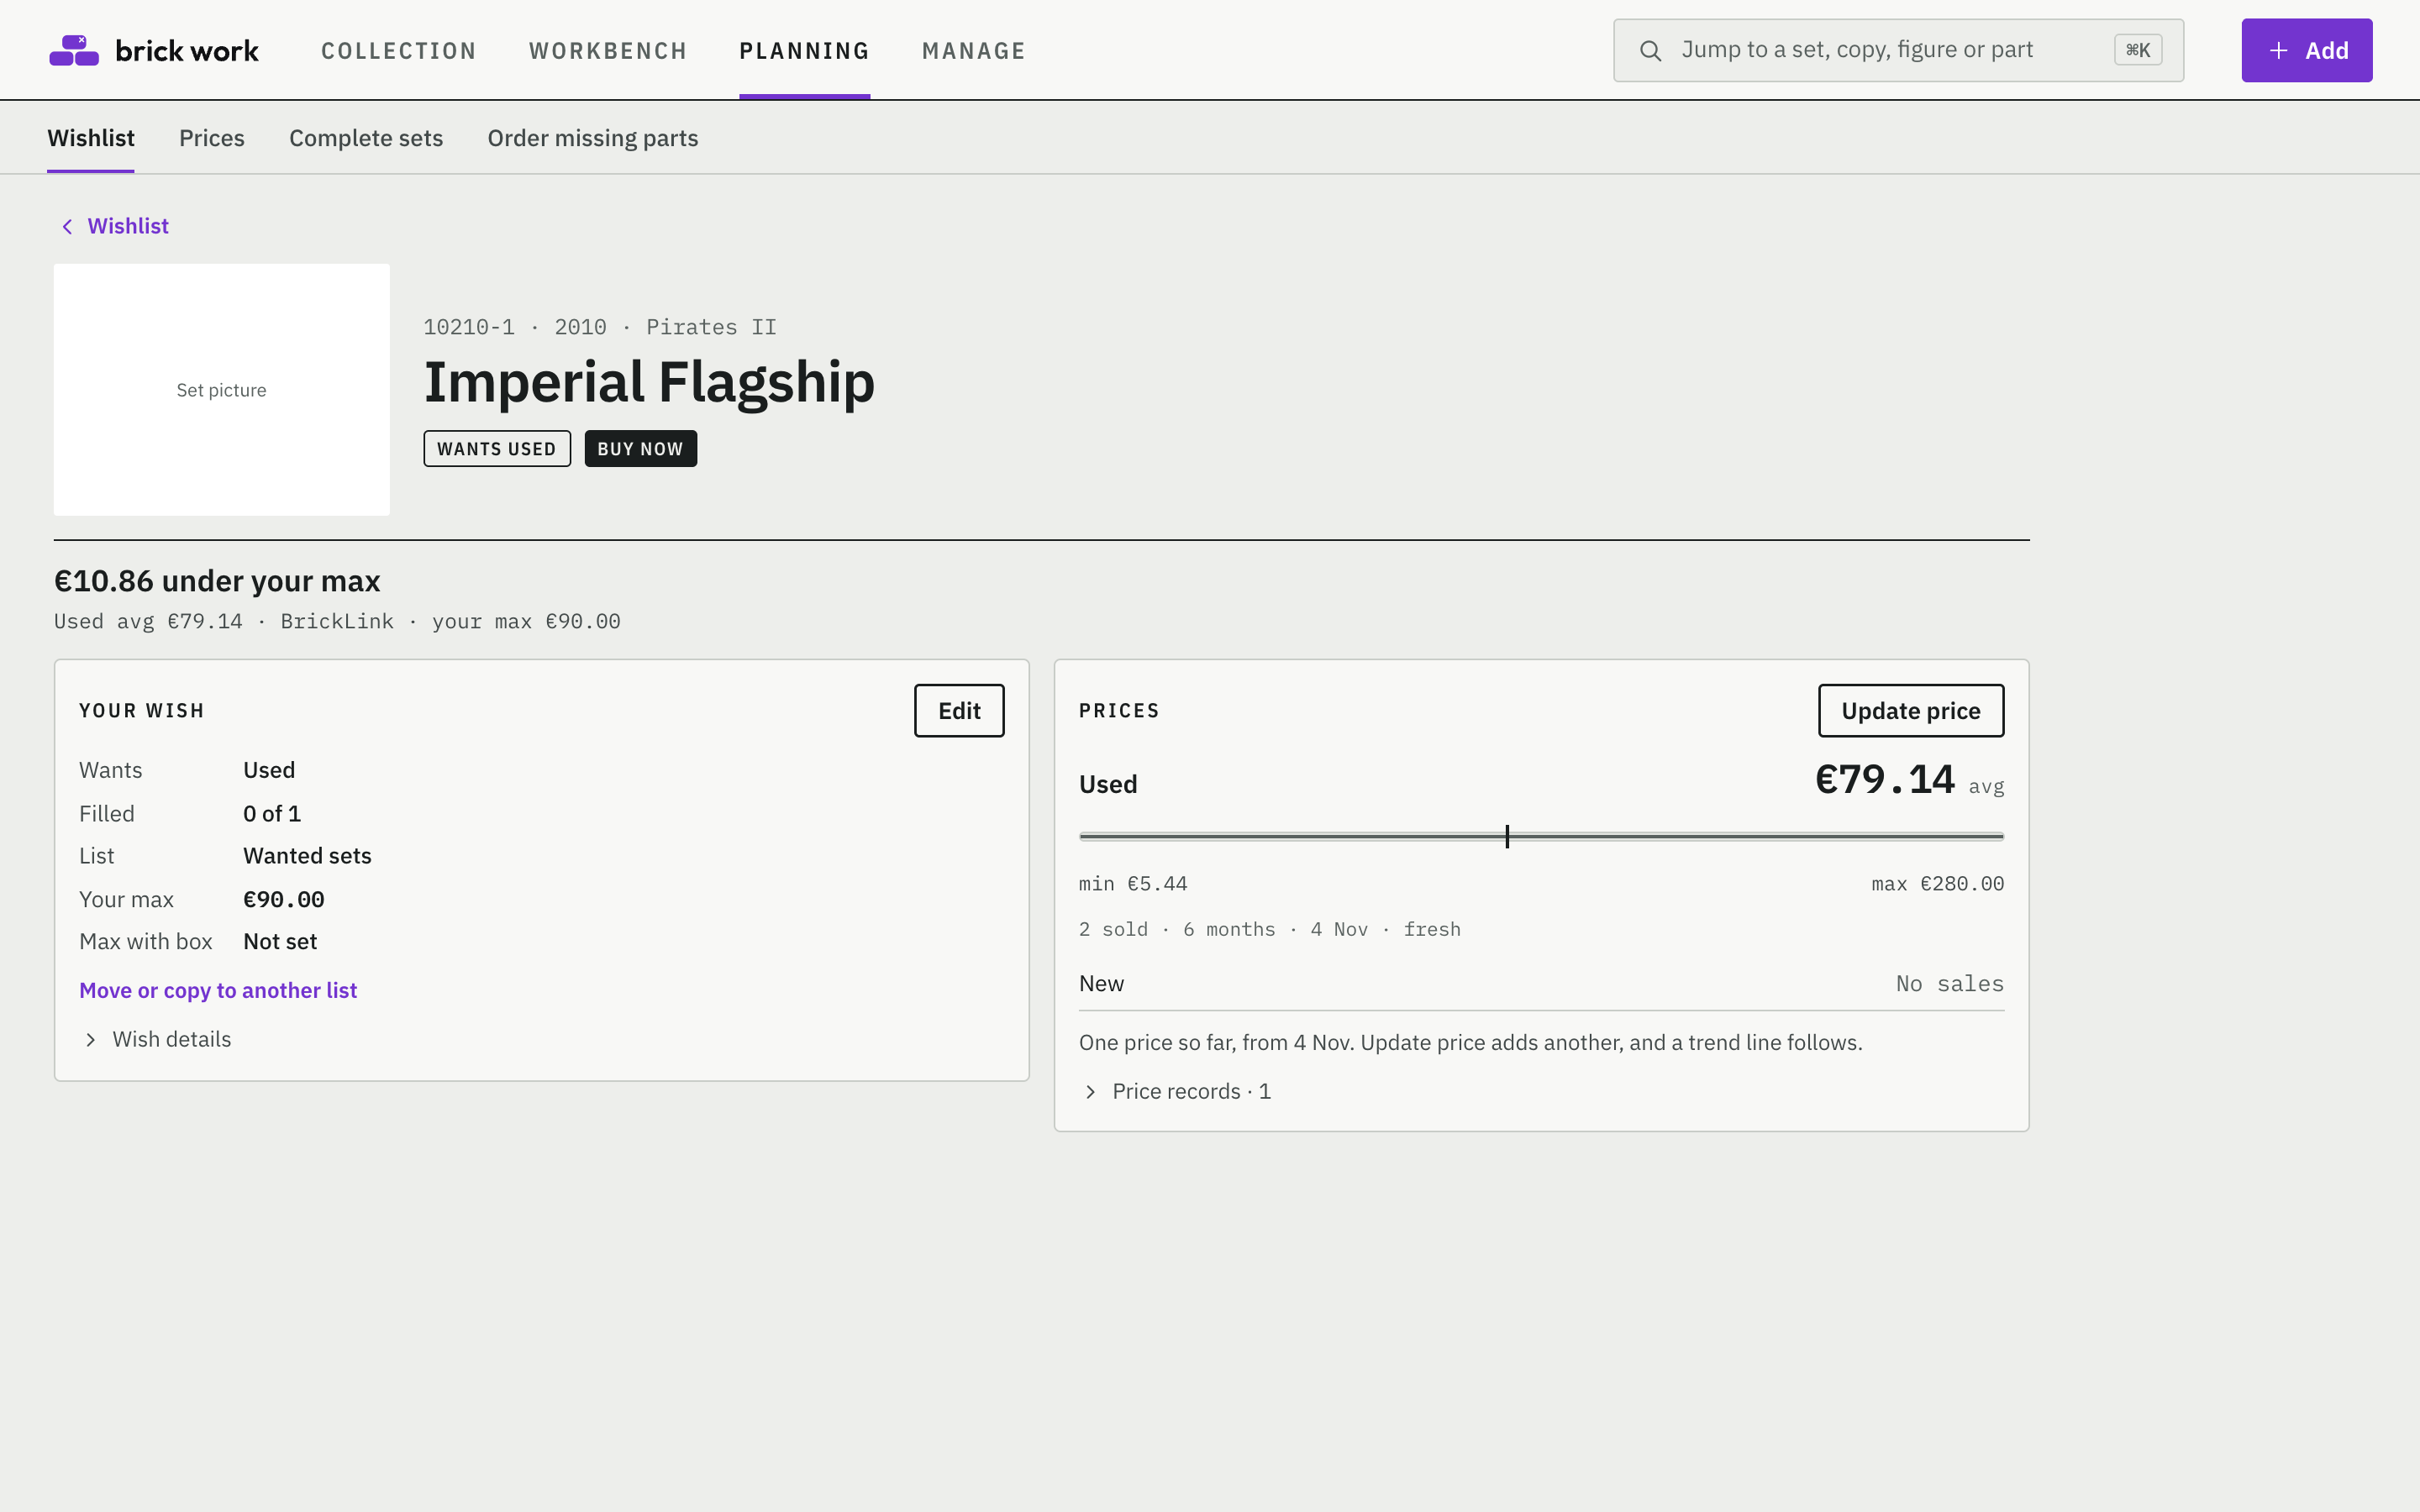 brick work
COLLECTION
WORKBENCH
PLANNING
MANAGE
Jump to a set, copy, figure or part
⌘K
Add
Wishlist
Prices
Complete sets
Order missing parts
Wishlist
Set picture
10210-1 · 2010 · Pirates II
Imperial Flagship
WANTS USED
BUY NOW
€10.86 under your max
Used avg €79.14 · BrickLink · your max €90.00
YOUR WISH
Edit
Wants Used
Filled 0 of 1
List Wanted sets
Your max €90.00
Max with box Not set
Move or copy to another list
Wish details
PRICES
Update price
Used €79.14 avg
min €5.44 max €280.00
2 sold · 6 months · 4 Nov · fresh
New No sales
One price so far, from 4 Nov. Update price adds another, and a trend line follows.
Price records · 1